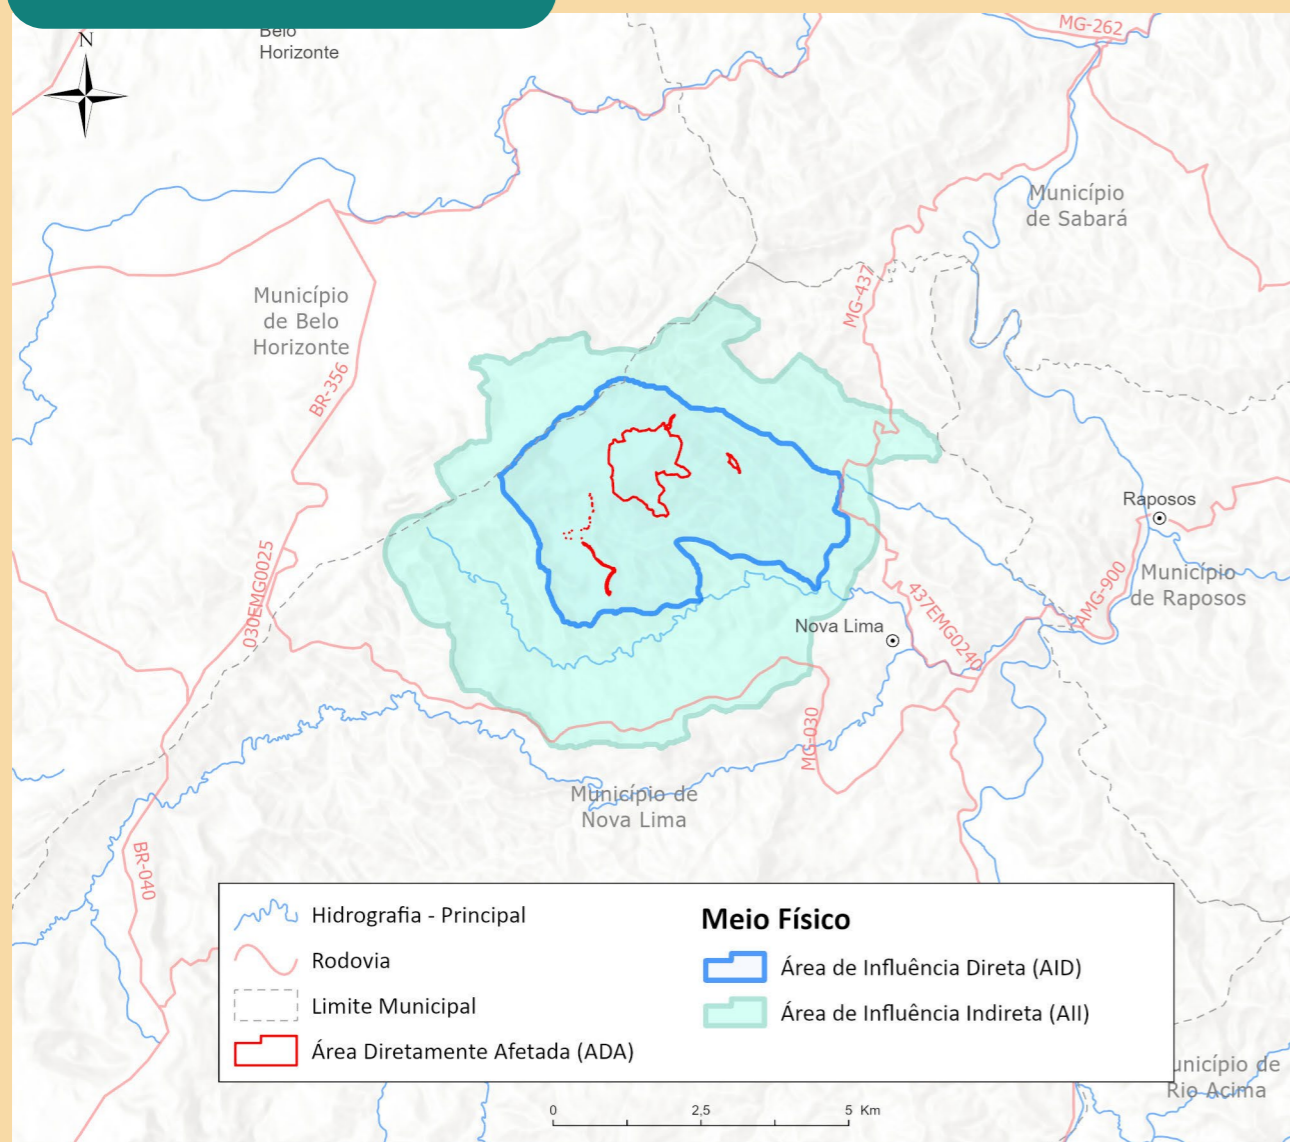 Belo
Horizonte
N
MG-262
Município
de Sabará
Município
de Belo
Horizonte
MG-437
BR-356
Raposos
030EMG0025
Município
de Raposos
AMG-900
437EMG0240
Nova Lima
MG-030
Município de
Nova Lima
BR-040
Hidrografia - Principal
Rodovia
Limite Municipal
Área Diretamente Afetada (ADA)
Meio Físico
Área de Influência Direta (AID)
Área de Influência Indireta (AII)
unicípio de
Rio Acima
0 2,5 5 Km